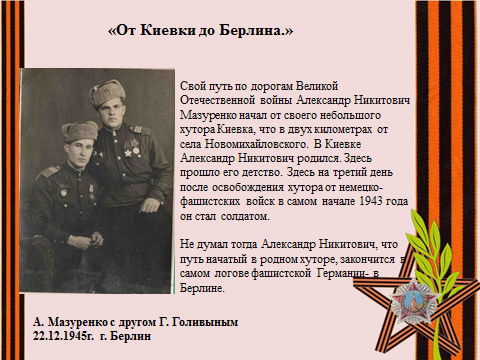 «От Киевки до Берлина.»
Свой путь по дорогам Великой
Отечественной войны Александр Никитович
Мазуренко начал от своего небольшого
хутора Киевка, что в двух километрах от
села Новомихайловского. В Киевке
Александр Никитович родился. Здесь
прошло его детство. Здесь на третий день
после освобождения хутора от немецко-
фашистских войск в самом начале 1943 года
он стал солдатом.
Не думал тогда Александр Никитович, что
путь начатый в родном хуторе, закончится в
самом логове фашистской Германии- в
Берлине.
А. Мазуренко с другом Г. Голивыным
22.12.1945г. г. Берлин